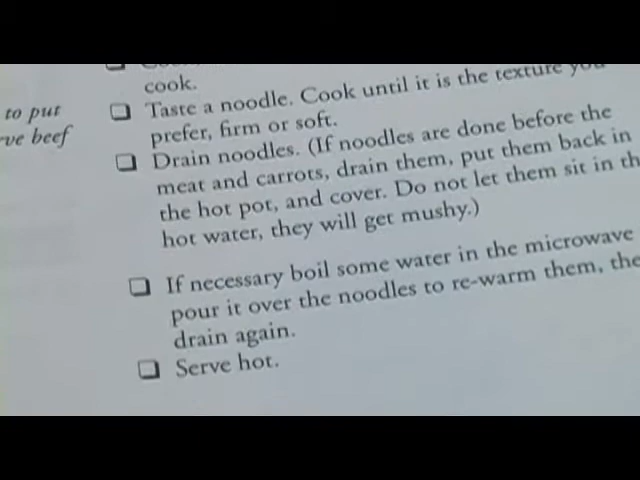 to put
ve beef
cook.
Taste a noodle. Cook until it is the texture you
prefer, firm or soft.
Drain noodles. (If noodles are done before the
meat and carrots, drain them, put them back in
the hot pot, and cover. Do not let them sit in th
hot water, they will get mushy.)
If necessary boil some water in the microwave
pour it over the noodles to re-warm them, the
drain again.
Serve hot.